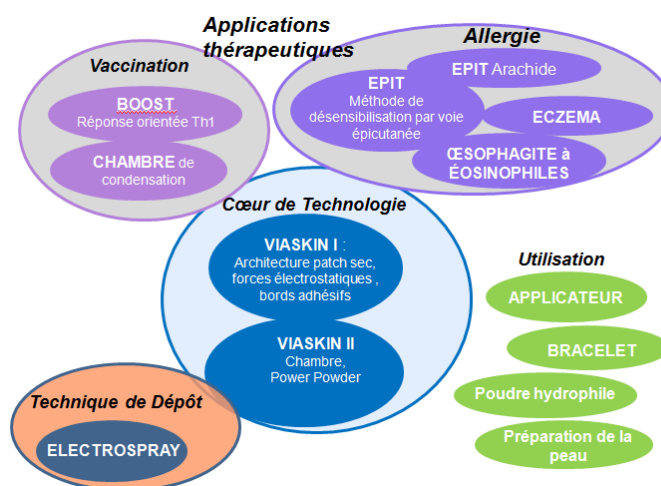 Applications
thérapeutiques
Vaccination
BOOST
Réponse orientée Th1
CHAMBRE de
condensation
Allergie
EPIT Arachide
EPIT
Méthode de
désensibilisation par voie
épicutanée
ECZEMA
ŒSOPHAGITE à
ÉOSINOPHILES
Cœur de Technologie
VIASKIN I :
Architecture patch sec,
forces électrostatiques ,
bords adhésifs
VIASKIN II
Chambre,
Power Powder
Utilisation
APPLICATEUR
BRACELET
Poudre hydrophile
Préparation de la
peau
Technique de Dépôt
ELECTROSPRAY